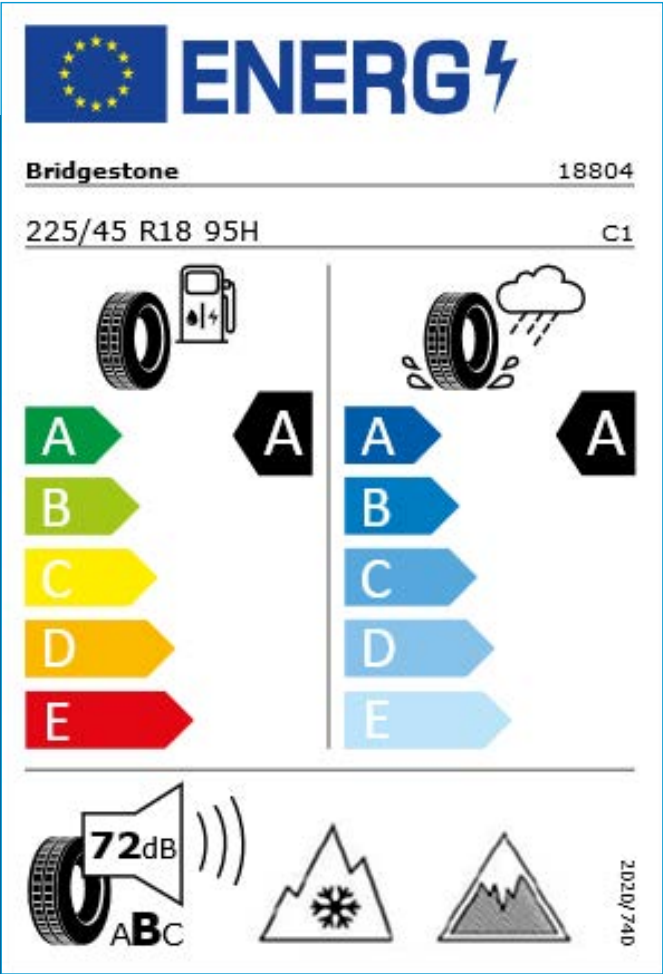 ENERG
Bridgestone 18804
225/45 R18 95H C1
A A A A
B B
C C
D D
E E
72dB
ABC
2020/740